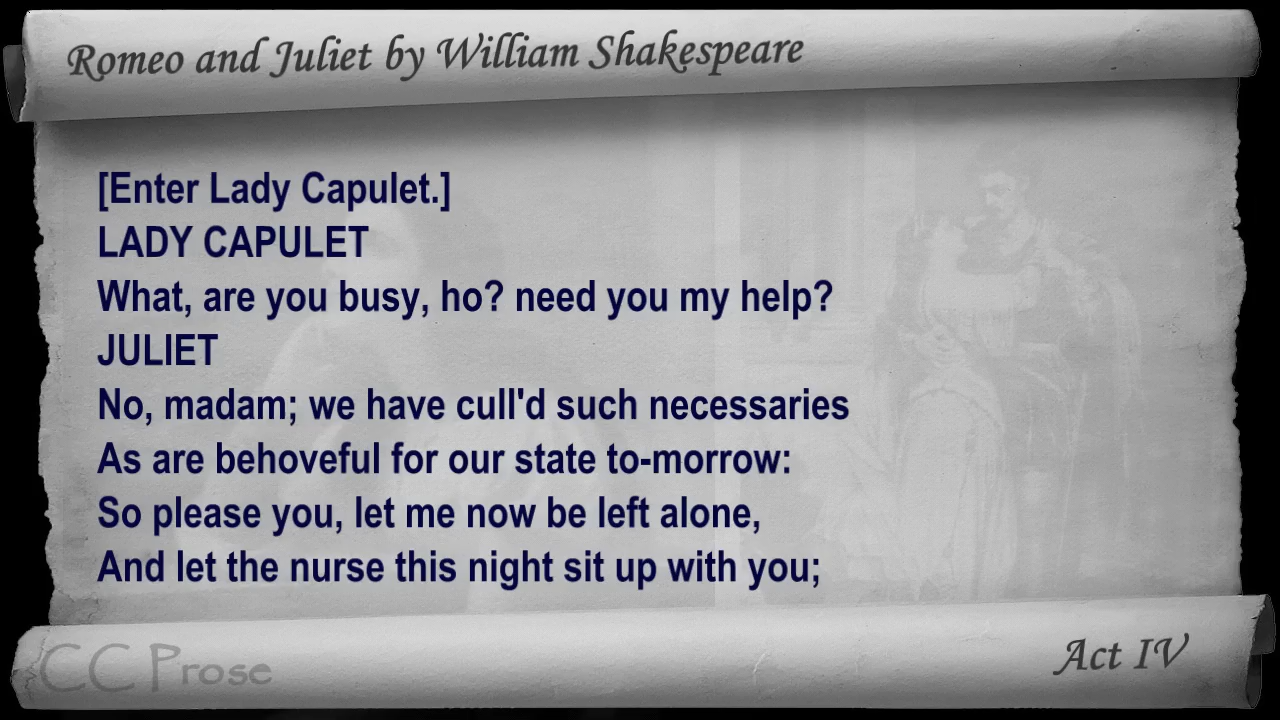 Romeo and Juliet by William Shakespeare
[Enter Lady Capulet.]
LADY CAPULET
What, are you busy, ho? need you my help?
JULIET
No, madam; we have cull'd such necessaries
As are behoveful for our state to-morrow:
So please you, let me now be left alone,
And let the nurse this night sit up with you;
CC Prose
Act IV